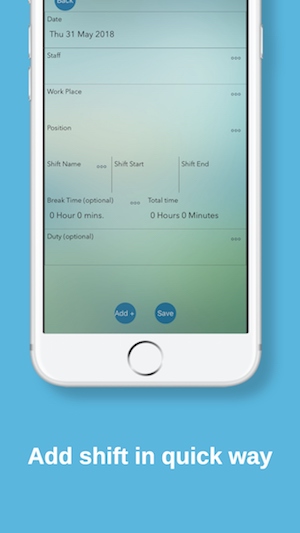 Back
Date
Thu 31 May 2018
Staff
Work Place
Position
Shift Name Shift Start Shift End
Break Time (optional) Total time
0 Hour 0 mins. 0 Hours 0 Minutes
Duty (optional)
Add + Save
Add shift in quick way